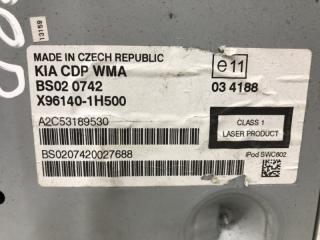 13159
MADE IN CZECH REPUBLIC
KIA CDP WMA
BS02 0742
X96140-1H500
e11
03 4188
A2C53189530
CLASS 1
LASER PRODUCT
BS0207420027688
iPod SWC602